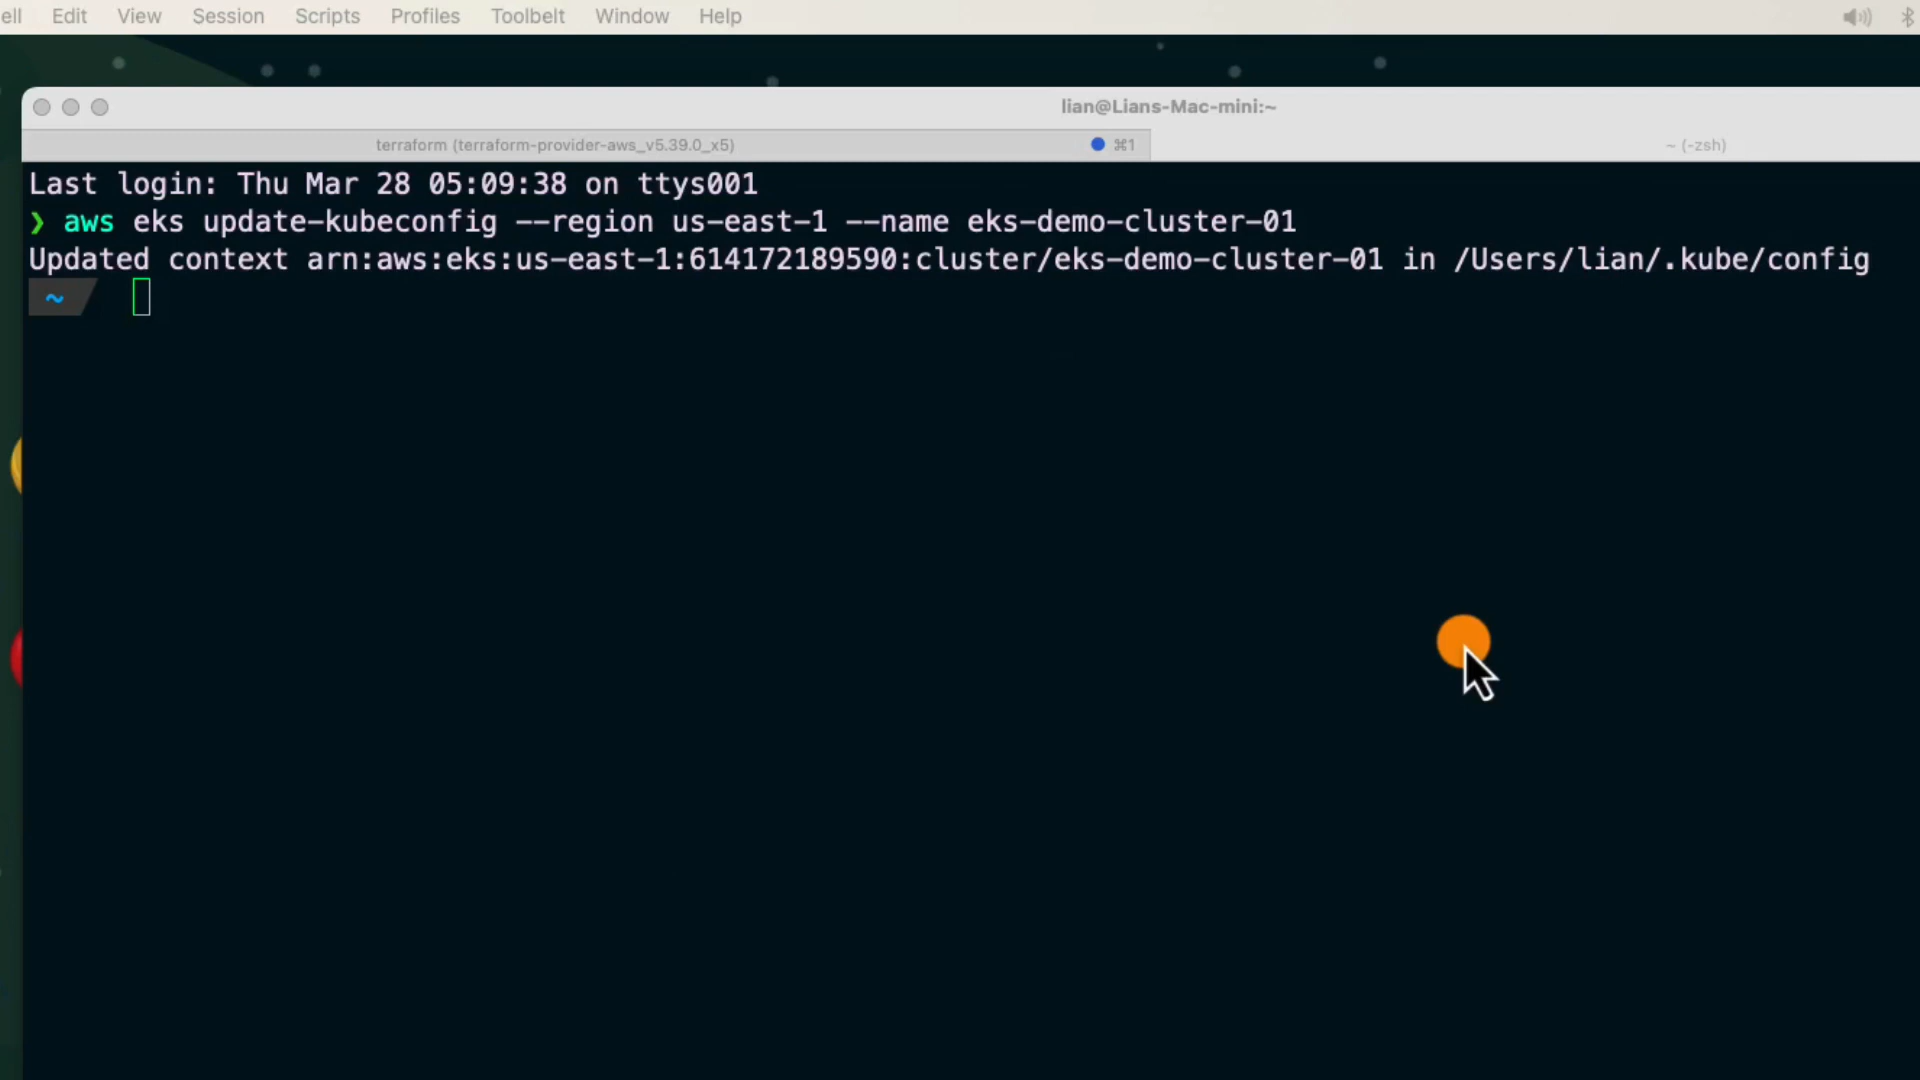 ell Edit View Session Scripts Profiles Toolbelt Window Help
lian@Lians-Mac-mini:~
terraform (terraform-provider-aws_v5.39.0_x5) ⌘1 ~ (-zsh)
Last login: Thu Mar 28 05:09:38 on ttys001
❯ aws eks update-kubeconfig --region us-east-1 --name eks-demo-cluster-01
Updated context arn:aws:eks:us-east-1:614172189590:cluster/eks-demo-cluster-01 in /Users/lian/.kube/config
~